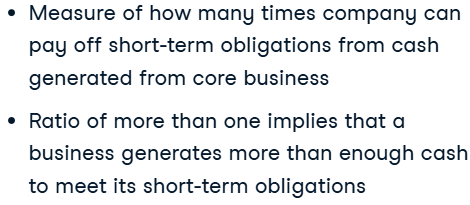 • Measure of how many times company can
pay off short-term obligations from cash
generated from core business
• Ratio of more than one implies that a
business generates more than enough cash
to meet its short-term obligations